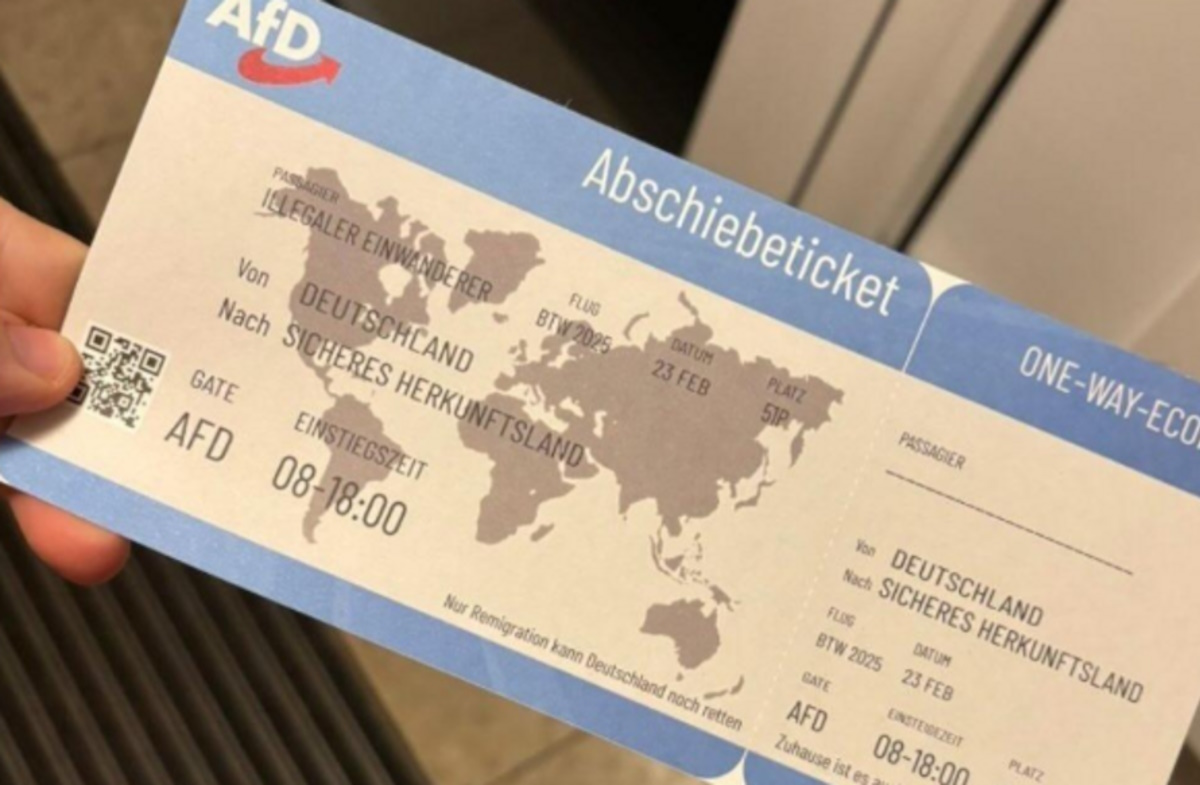 AfD
Abschiebeticket
PASSAGIER
ILLEGALER EINWANDERER
Von DEUTSCHLAND
Nach SICHERES HERKUNFTSLAND
FLUG
BTW 2025
DATUM
23 FEB
PLATZ
51P
GATE
AFD
EINSTIEGSZEIT
08-18:00
Nur Remigration kann Deutschland noch retten
ONE-WAY-ECO
PASSAGIER
Von DEUTSCHLAND
Nach SICHERES HERKUNFTSLAND
FLUG
BTW 2025
DATUM
23 FEB
GATE
AFD
EINSTEIGEZEIT
08-18:00
PLATZ
Zuhause ist es